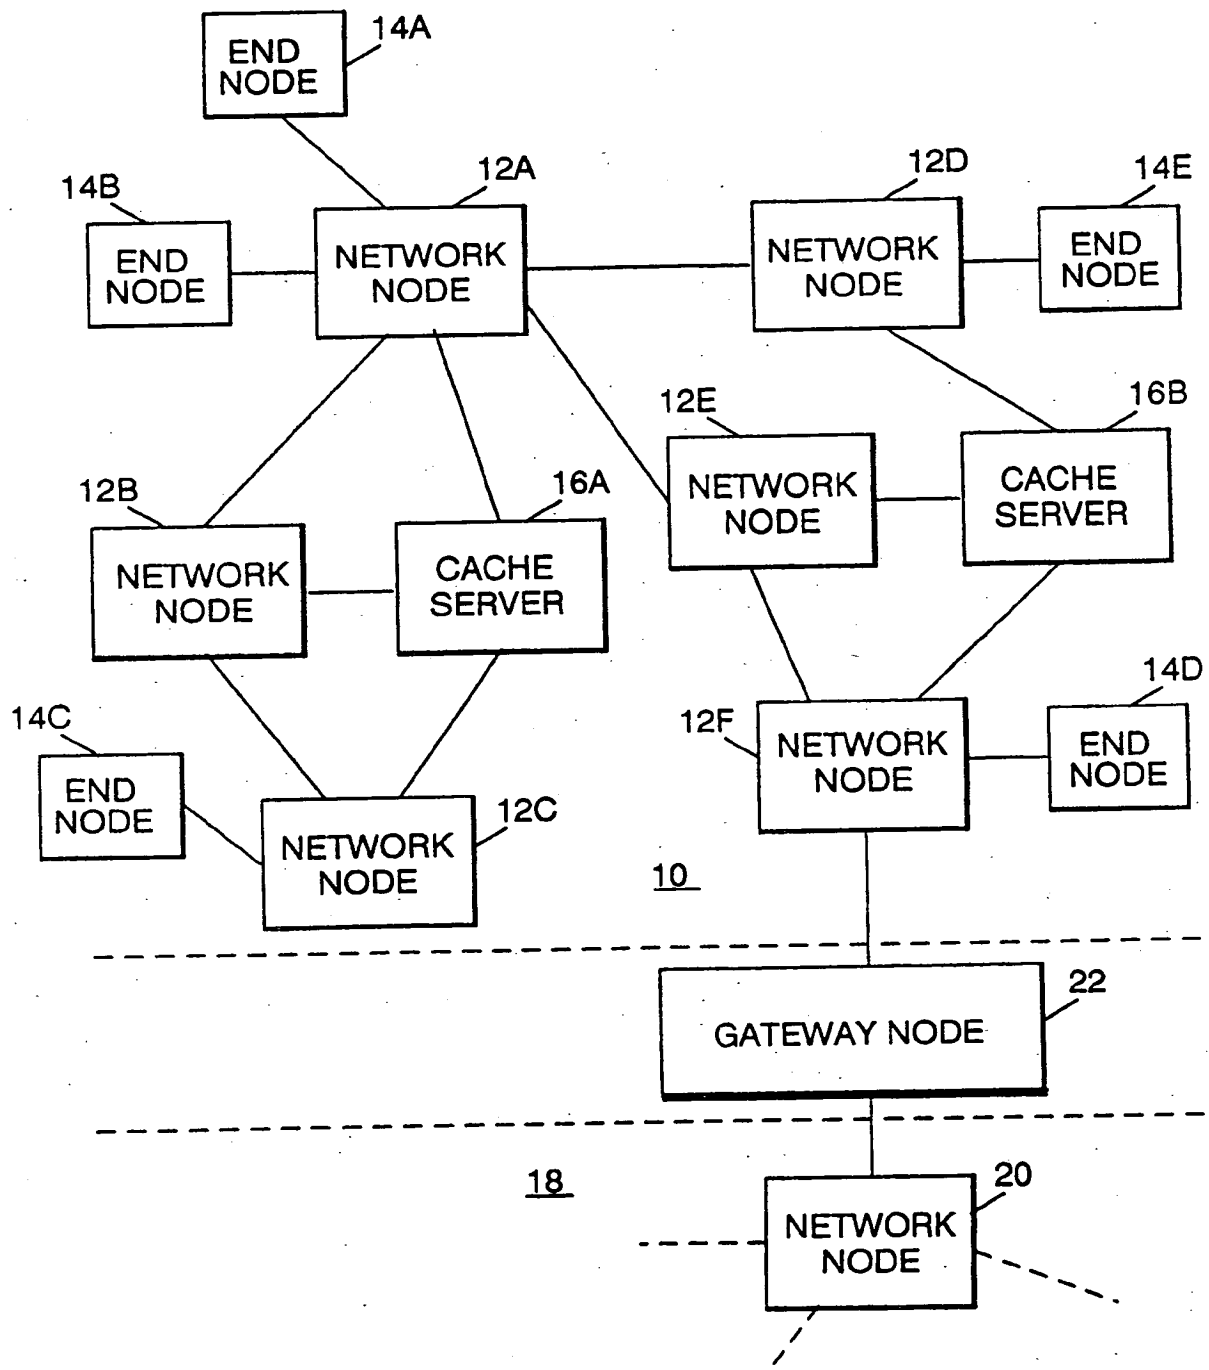 14A
END
NODE
12A
12D
14E
14B
END
NODE
NETWORK
NODE
NETWORK
NODE
END
NODE
12E
16B
12B
16A
NETWORK
NODE
CACHE
SERVER
NETWORK
NODE
CACHE
SERVER
14D
14C
12F
NETWORK
NODE
END
NODE
END
NODE
12C
NETWORK
NODE
10
22
GATEWAY NODE
18
20
NETWORK
NODE